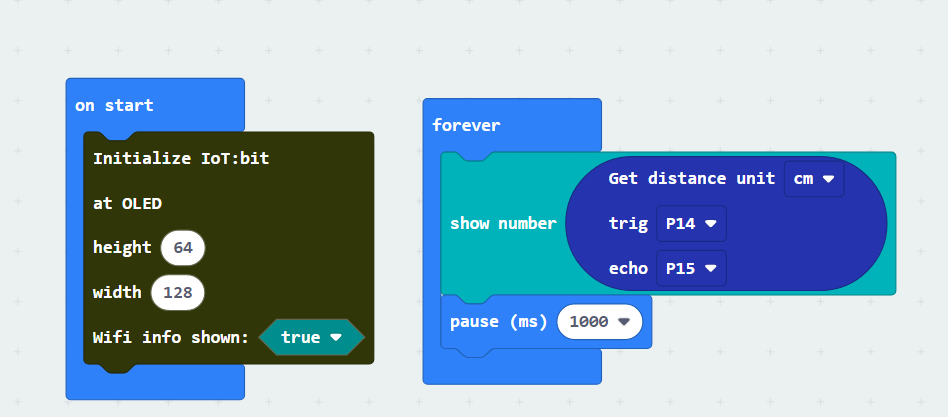 on start
Initialize IoT:bit
at OLED
height 64
width 128
Wifi info shown: true
forever
Get distance unit cm
show number trig P14
echo P15
pause (ms) 1000